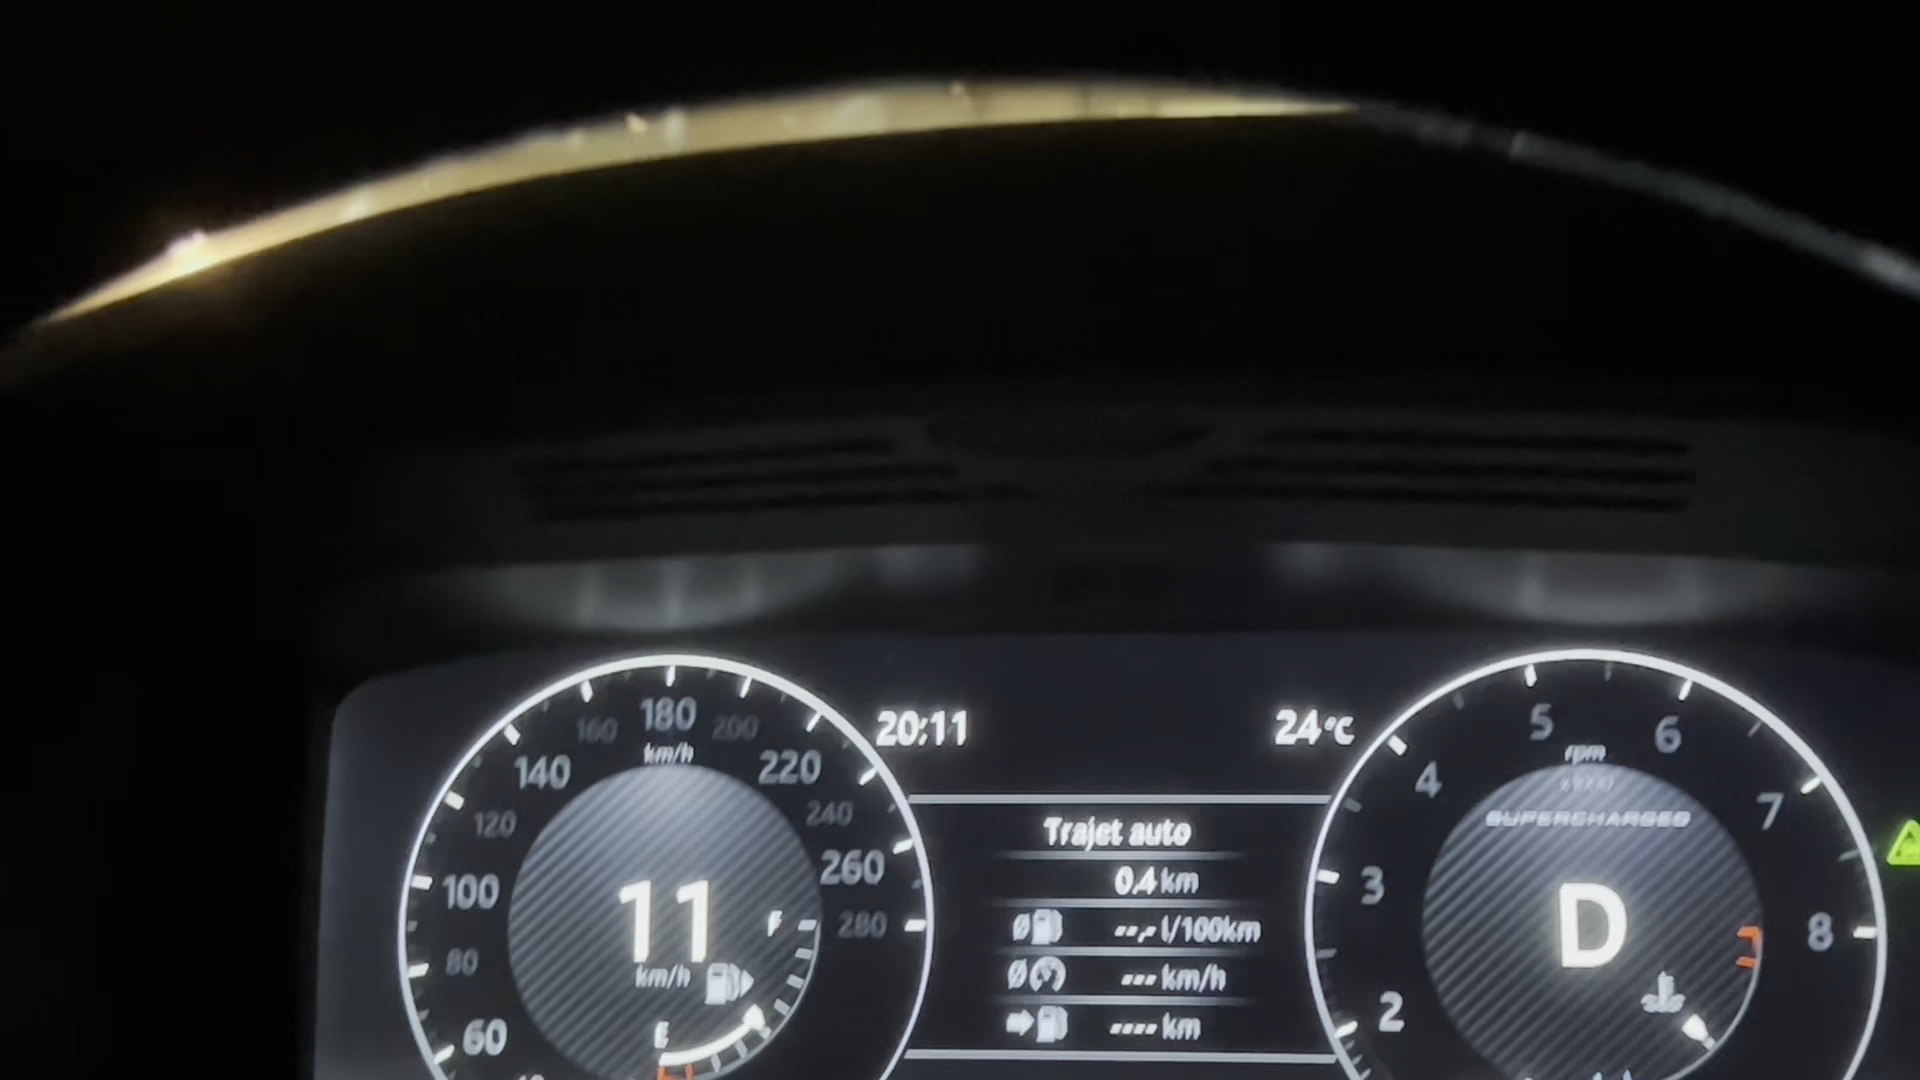 20:11
24°C
160 180 200
km/h
140 220
120 240
100 260
80 280
60
11
km/h
F
E
Trajet auto
0.4 km
Ø --,- l/100km
Ø --- km/h
---- km
5 6
rpm
4 7
3 8
2
SUPERCHARGED
D